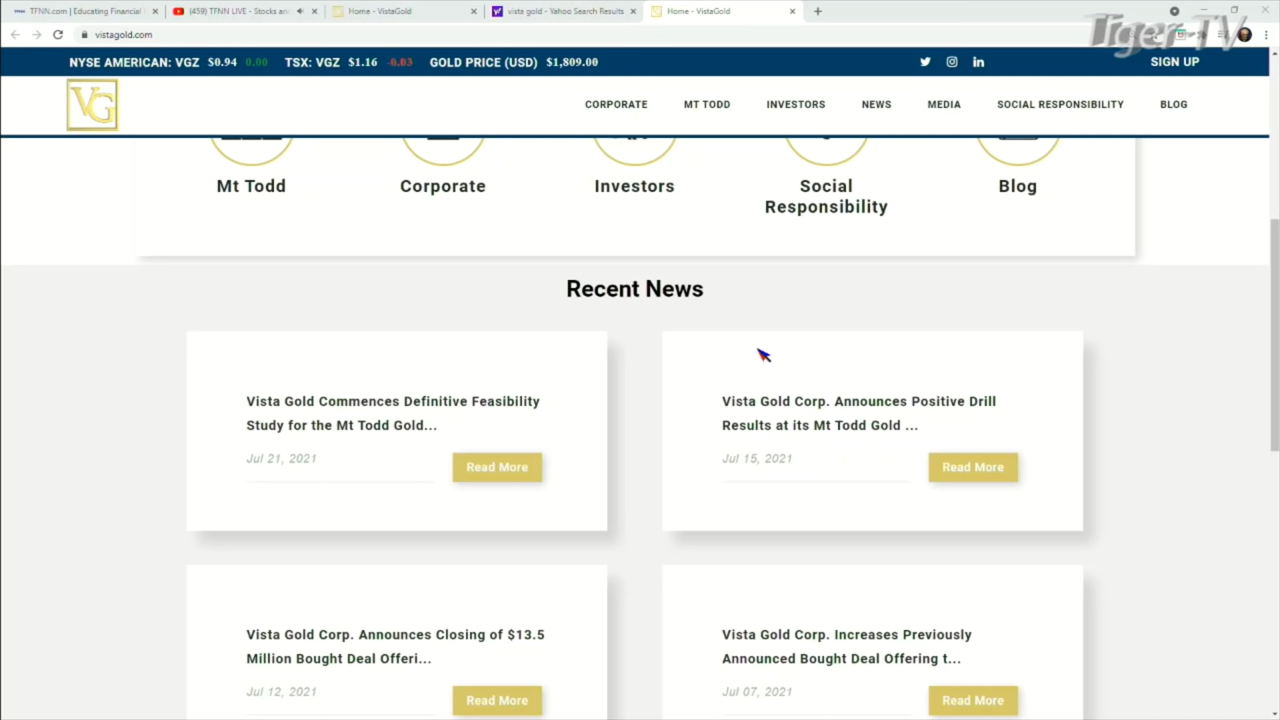 TFNN.com | Educating Financial
(459) TFNN LIVE - Stocks an
Home - VistaGold
vista gold - Yahoo Search Results
Home - VistaGold
Tiger-TV
vistagold.com
NYSE AMERICAN: VGZ $0.94 0.00 TSX: VGZ $1.16 -0.03 GOLD PRICE (USD) $1,809.00
SIGN UP
VG
CORPORATE MT TODD INVESTORS NEWS MEDIA SOCIAL RESPONSIBILITY BLOG
Mt Todd
Corporate
Investors
Social
Responsibility
Blog
Recent News
Vista Gold Commences Definitive Feasibility
Study for the Mt Todd Gold...
Jul 21, 2021
Read More
Vista Gold Corp. Announces Positive Drill
Results at its Mt Todd Gold ...
Jul 15, 2021
Read More
Vista Gold Corp. Announces Closing of $13.5
Million Bought Deal Offeri...
Jul 12, 2021
Read More
Vista Gold Corp. Increases Previously
Announced Bought Deal Offering t...
Jul 07, 2021
Read More